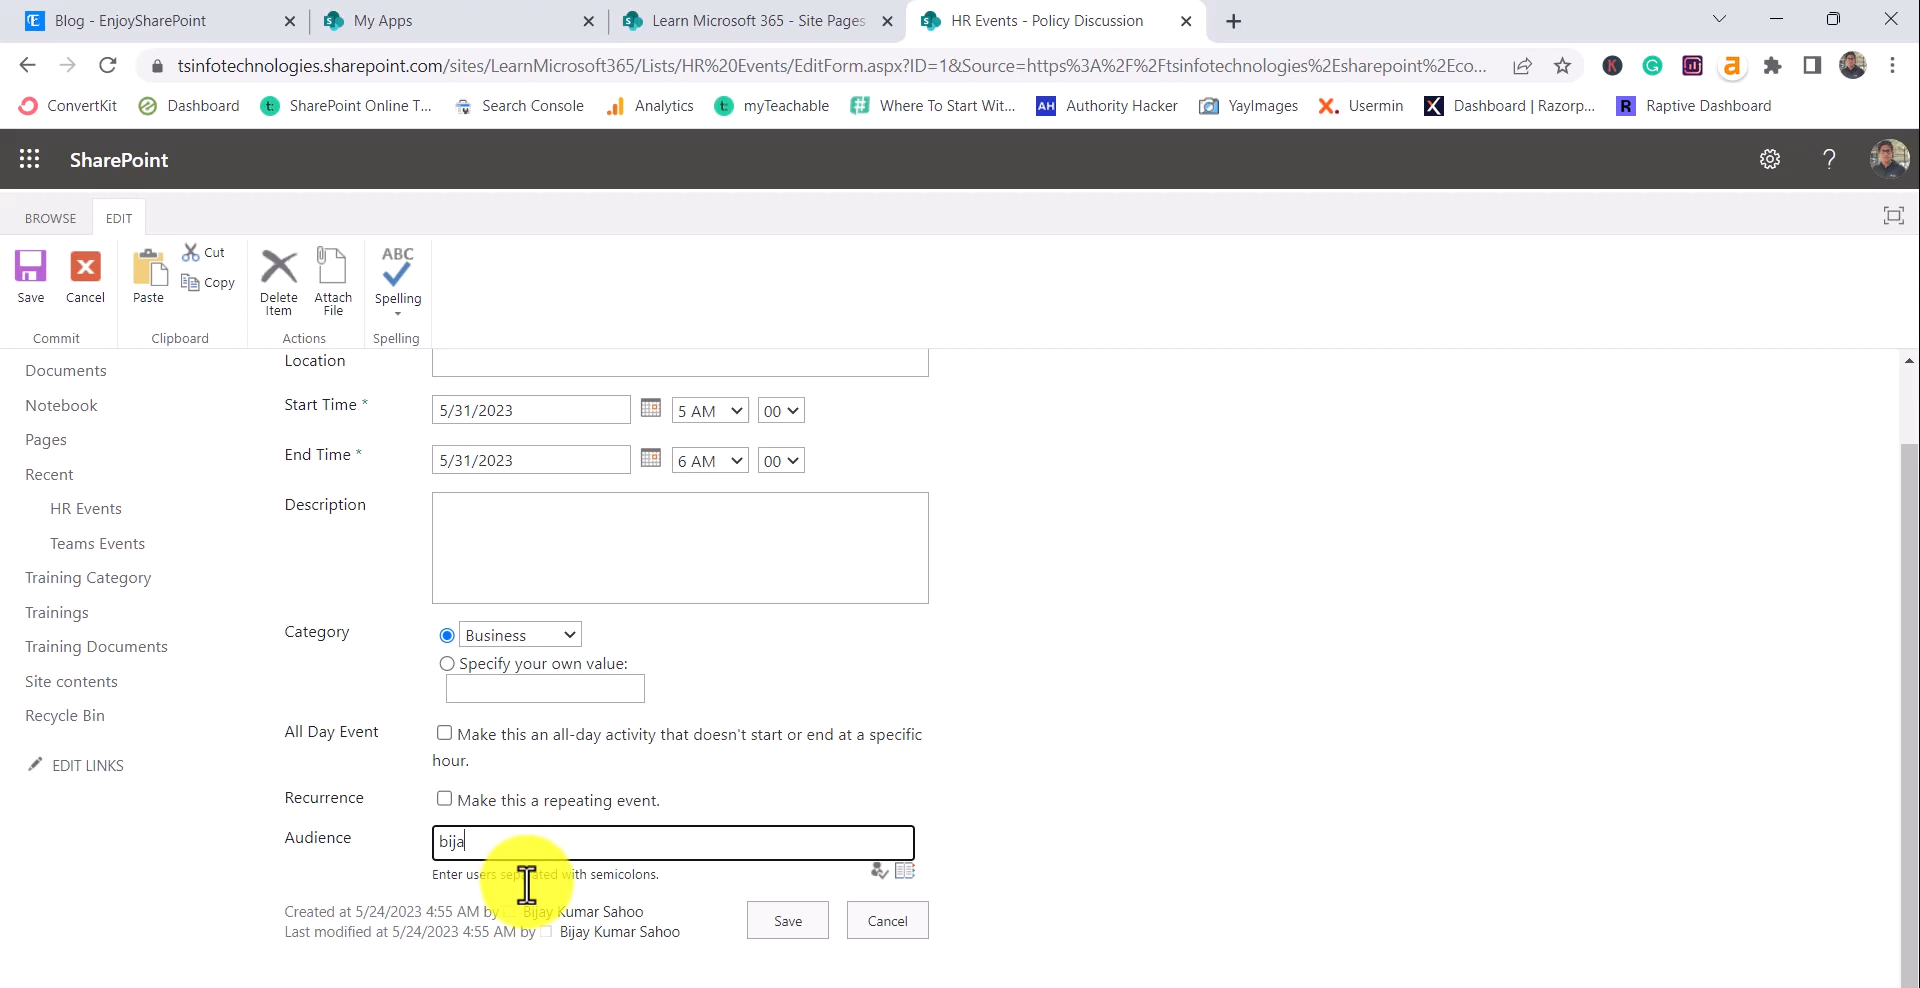 Blog - EnjoySharePoint
My Apps
Learn Microsoft 365 - Site Pages
HR Events - Policy Discussion
tsinfotechnologies.sharepoint.com/sites/LearnMicrosoft365/Lists/HR%20Events/EditForm.aspx?ID=1&Source=https%3A%2F%2Ftsinfotechnologies%2Esharepoint%2Eco...
ConvertKit
Dashboard
SharePoint Online T...
Search Console
Analytics
myTeachable
Where To Start Wit...
Authority Hacker
YayImages
Usermin
Dashboard | Razorp...
Raptive Dashboard
SharePoint
BROWSE
EDIT
Save
Cancel
Paste
Cut
Copy
Delete
Item
Attach
File
ABC
Spelling
Commit
Clipboard
Actions
Spelling
Documents
Notebook
Pages
Recent
HR Events
Teams Events
Training Category
Trainings
Training Documents
Site contents
Recycle Bin
EDIT LINKS
Location
Start Time *
5/31/2023
5 AM
00
End Time *
5/31/2023
6 AM
00
Description
Category
Business
Specify your own value:
All Day Event
Make this an all-day activity that doesn't start or end at a specific
hour.
Recurrence
Make this a repeating event.
Audience
bija
Enter users separated with semicolons.
Created at 5/24/2023 4:55 AM by Bijay Kumar Sahoo
Last modified at 5/24/2023 4:55 AM by Bijay Kumar Sahoo
Save
Cancel